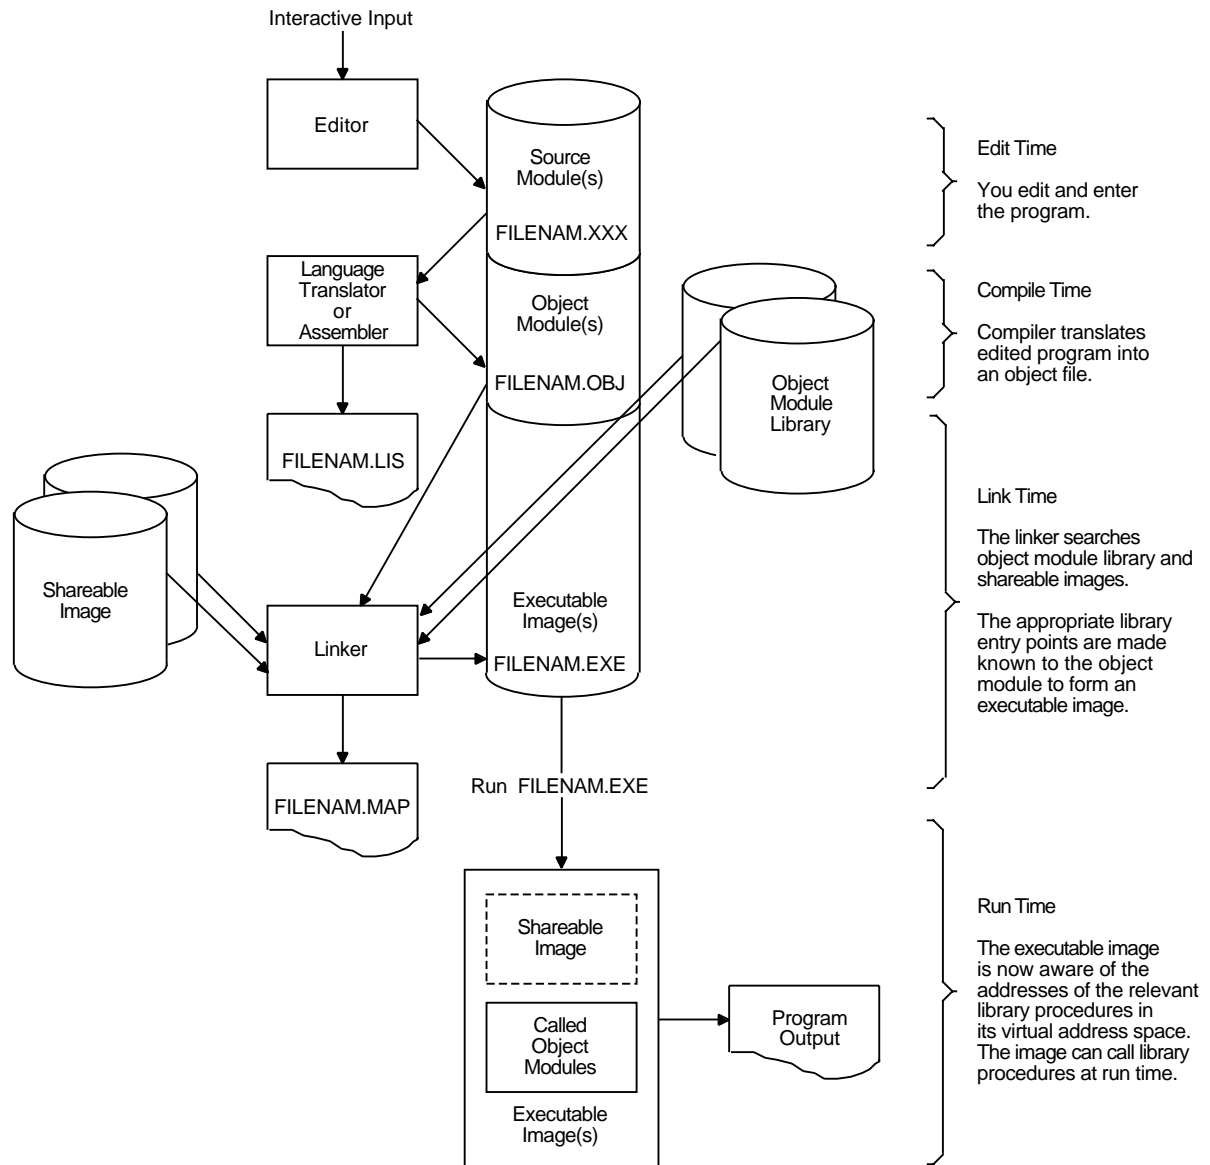 Interactive Input
Editor
Source
Module(s)
FILENAM.XXX
Edit Time
You edit and enter
the program.
Language
Translator
or
Assembler
Object
Module(s)
FILENAM.OBJ
Object
Module
Library
Compile Time
Compiler translates
edited program into
an object file.
FILENAM.LIS
Shareable
Image
Linker
Executable
Image(s)
FILENAM.EXE
Link Time
The linker searches
object module library and
shareable images.
The appropriate library
entry points are made
known to the object
module to form an
executable image.
FILENAM.MAP
Run FILENAM.EXE
Shareable
Image
Called
Object
Modules
Executable
Image(s)
Program
Output
Run Time
The executable image
is now aware of the
addresses of the relevant
library procedures in
its virtual address space.
The image can call library
procedures at run time.